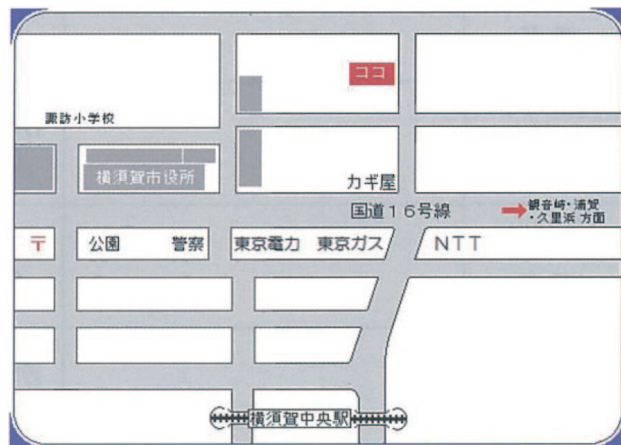 ココ
諏訪小学校
横須賀市役所
カギ屋
国道16号線
観音崎・浦賀
・久里浜 方面
〒
公園
警察
東京電力
東京ガス
NTT
横須賀中央駅